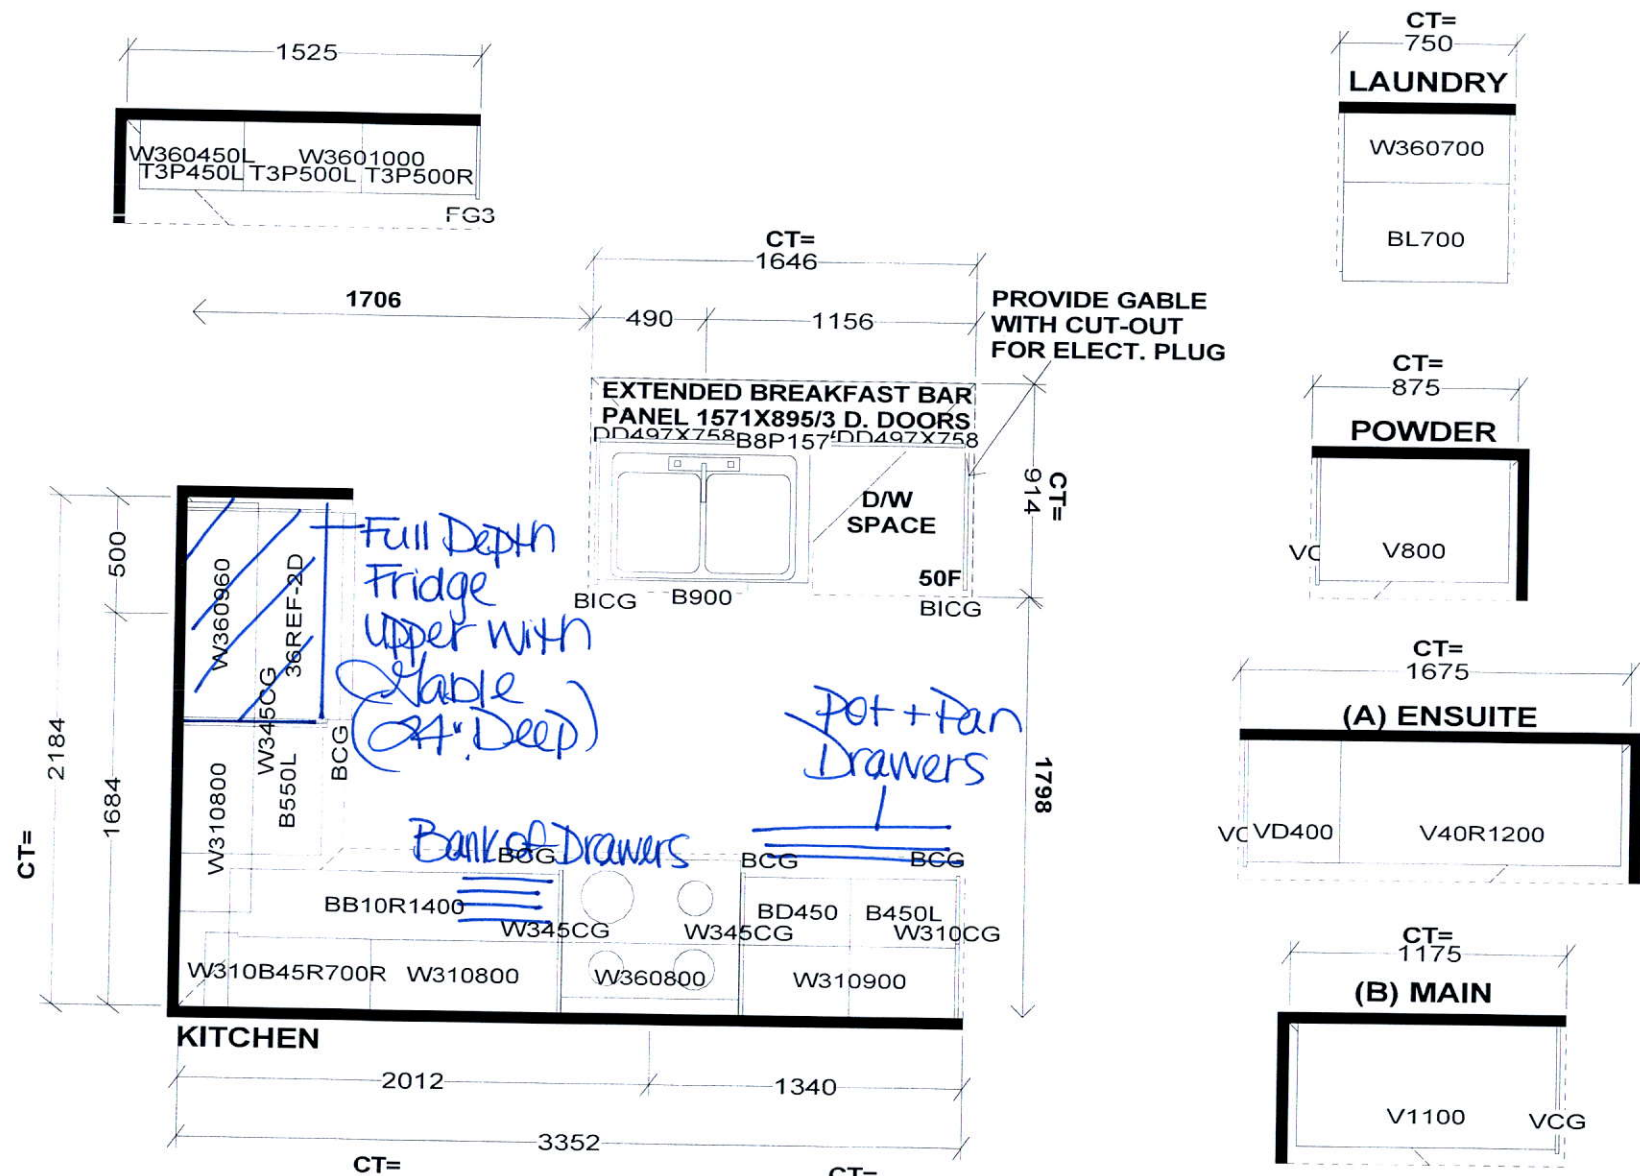 1525
W360450L W3601000
T3P450L T3P500L T3P500R
FG3
CT=
750
LAUNDRY
W360700
BL700
CT=
1646
1706
490 1156
PROVIDE GABLE
WITH CUT-OUT
FOR ELECT. PLUG
EXTENDED BREAKFAST BAR
PANEL 1571X895/3 D. DOORS
DD497X758 B8P157 DD497X758
D/W
SPACE
50F
BICG B900 BICG
914
CT=
1798
CT=
875
POWDER
V800
CT=
1675
(A) ENSUITE
VD400 V40R1200
CT=
1175
(B) MAIN
V1100
VCG
500
2184
1684
CT=
W360960
36REF-2D
W345CG
B550L
BCG
W310800
Full Depth
Fridge
upper with
Gable
(24" Deep)
Pot + Pan
Drawers
Bank of Drawers
BCG BCG BCG
BB10R1400
BD450 B450L
W345CG W345CG W310CG
W310B45R700R W310800 W360800 W310900
KITCHEN
2012 1340
3352
CT= CT=